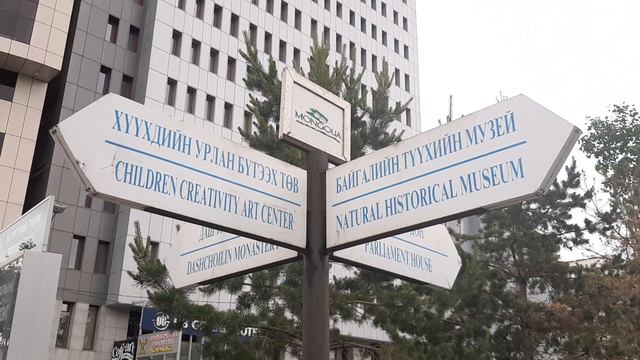 MONGOLIA
ХҮҮХДИЙН УРЛАН БҮТЭЭХ ТӨВ
CHILDREN CREATIVITY ART CENTER
БАЙГАЛИЙН ТҮҮХИЙН МУЗЕЙ
NATURAL HISTORICAL MUSEUM
DASHCHOILIN MONASTERY
PARLIAMENT HOUSE